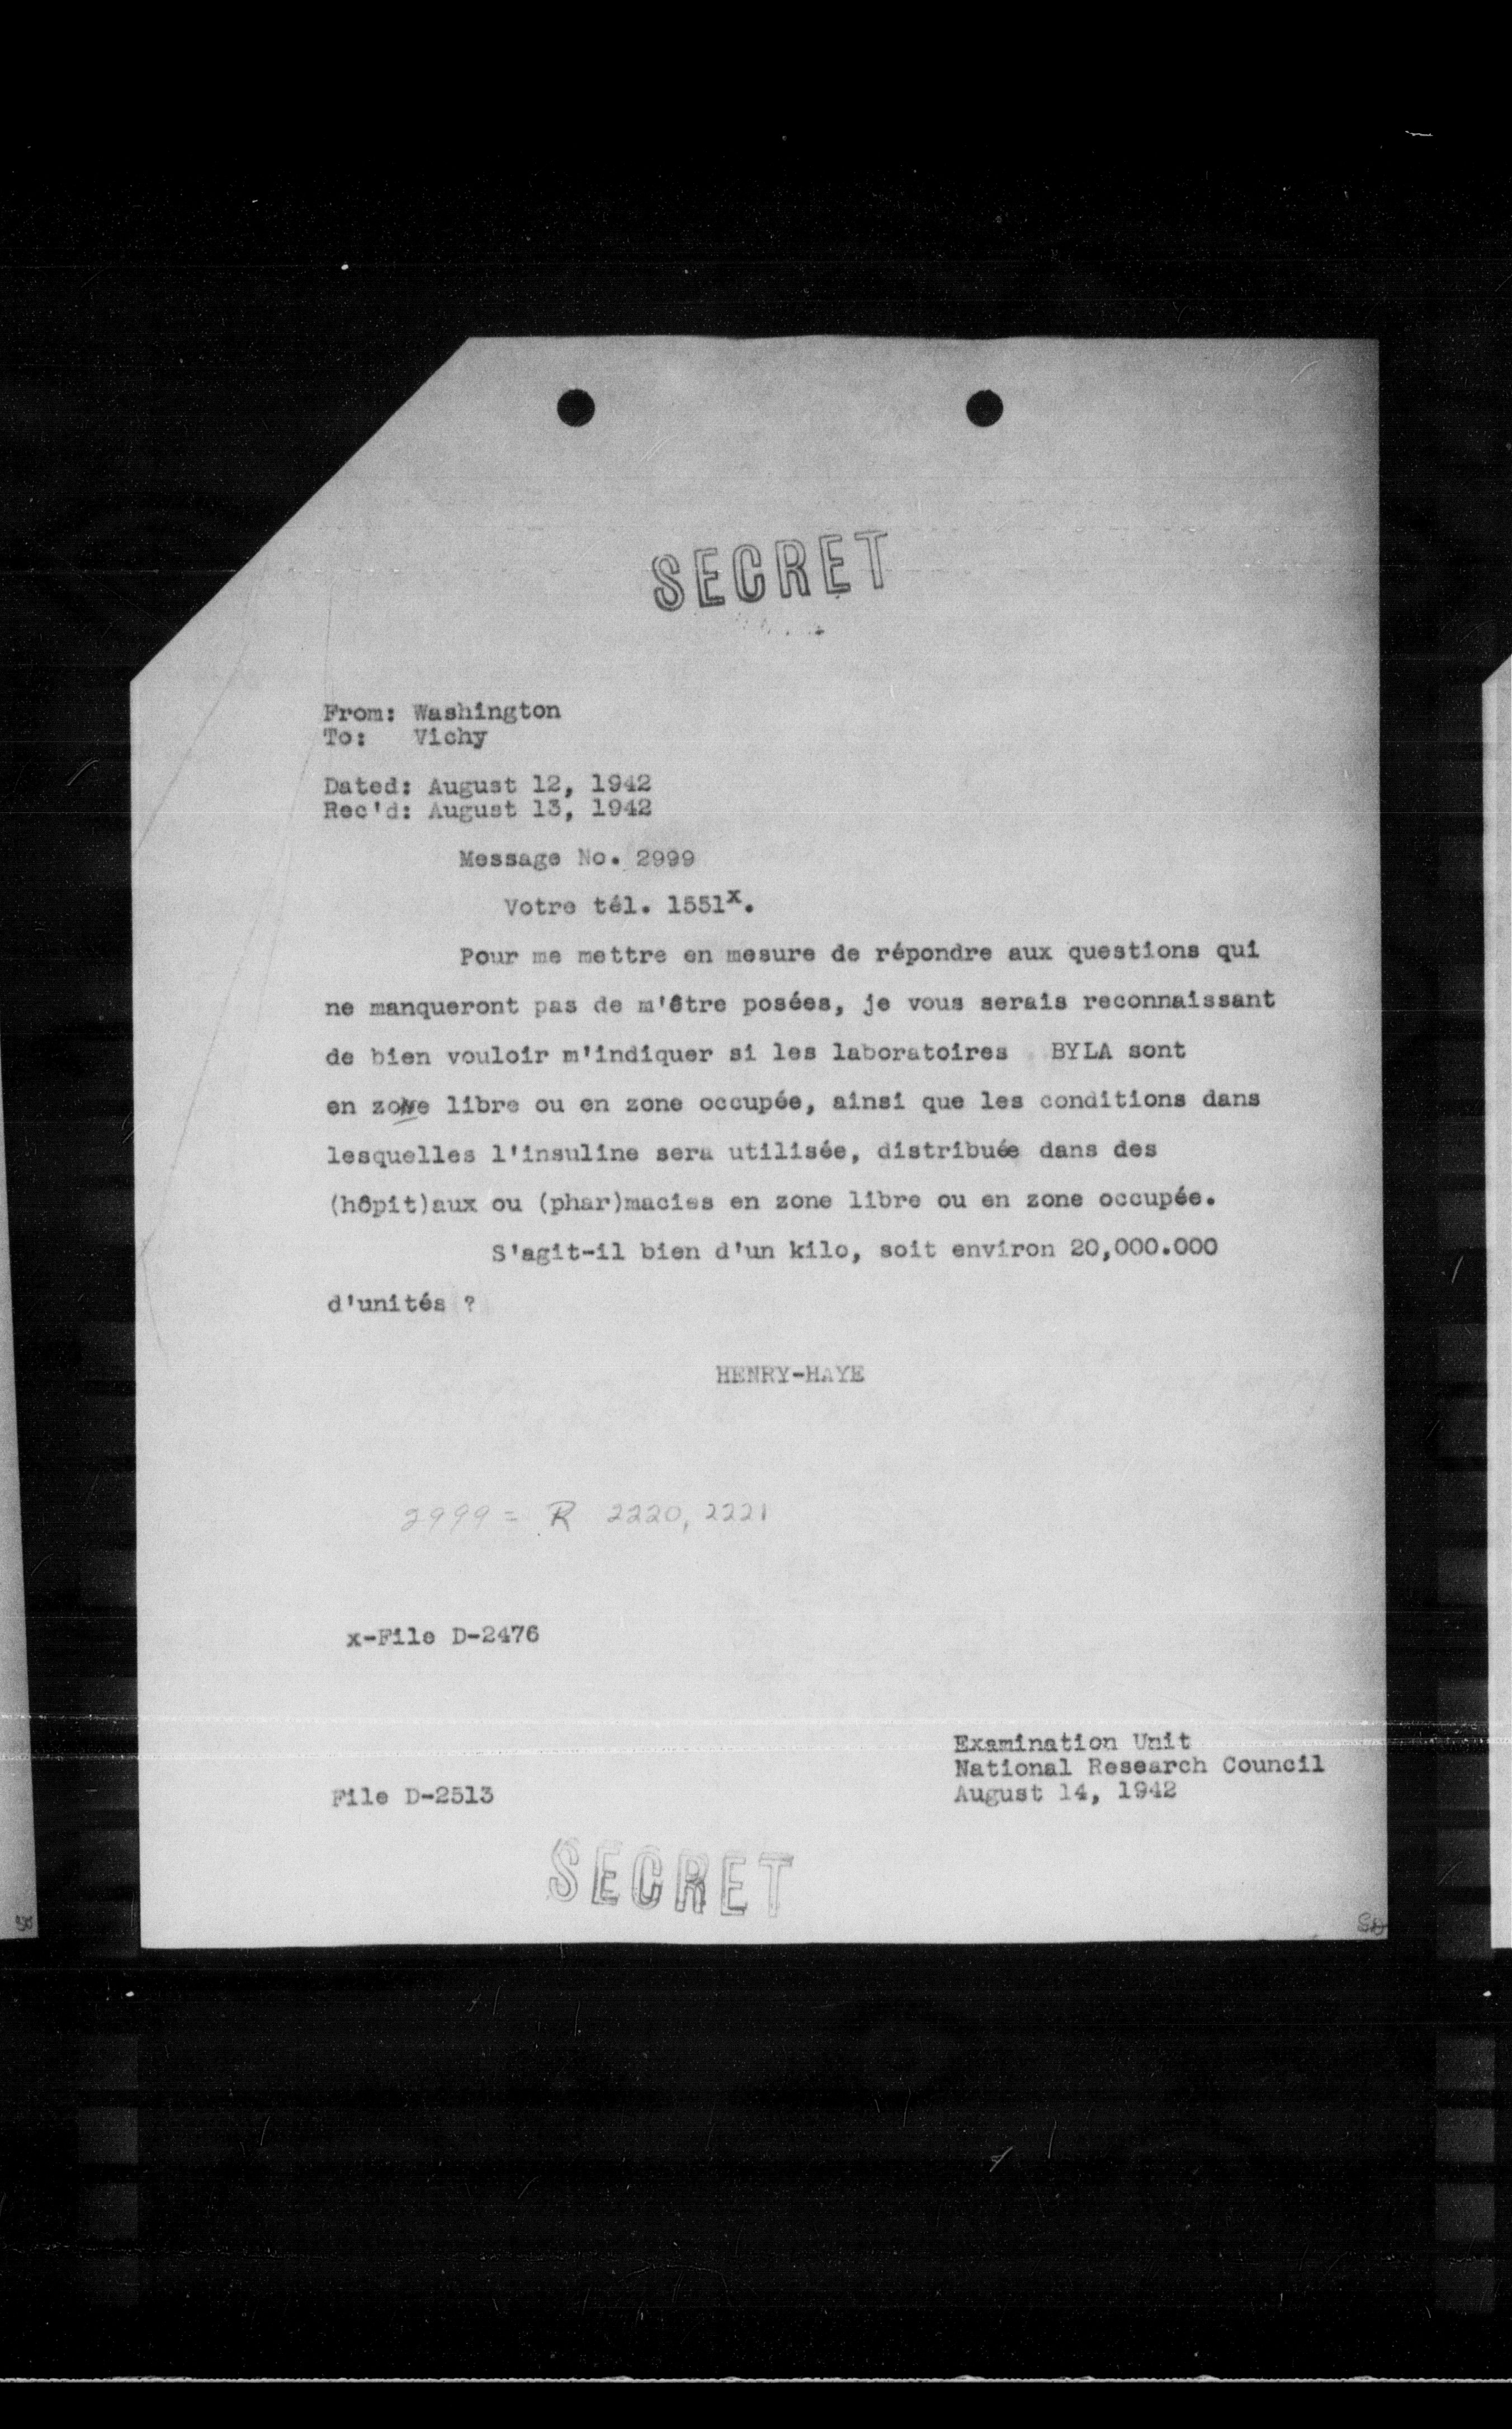 SECRET
From: Washington
To: Vichy
Dated: August 12, 1942
Rec'd: August 13, 1942
Message No. 2999
Votre tél. 1551x.
Pour me mettre en mesure de répondre aux questions qui
ne manqueront pas de m'être posées, je vous serais reconnaissant
de bien vouloir m'indiquer si les laboratoires BYLA sont
en zone libre ou en zone occupée, ainsi que les conditions dans
lesquelles l'insuline sera utilisée, distribuée dans des
(hôpit)aux ou (phar)macies en zone libre ou en zone occupée.
S'agit-il bien d'un kilo, soit environ 20,000.000
d'unités ?
HENRY-HAYE
2999 = R 2220, 2221
x-File D-2476
Examination Unit
National Research Council
August 14, 1942
File D-2513
SECRET